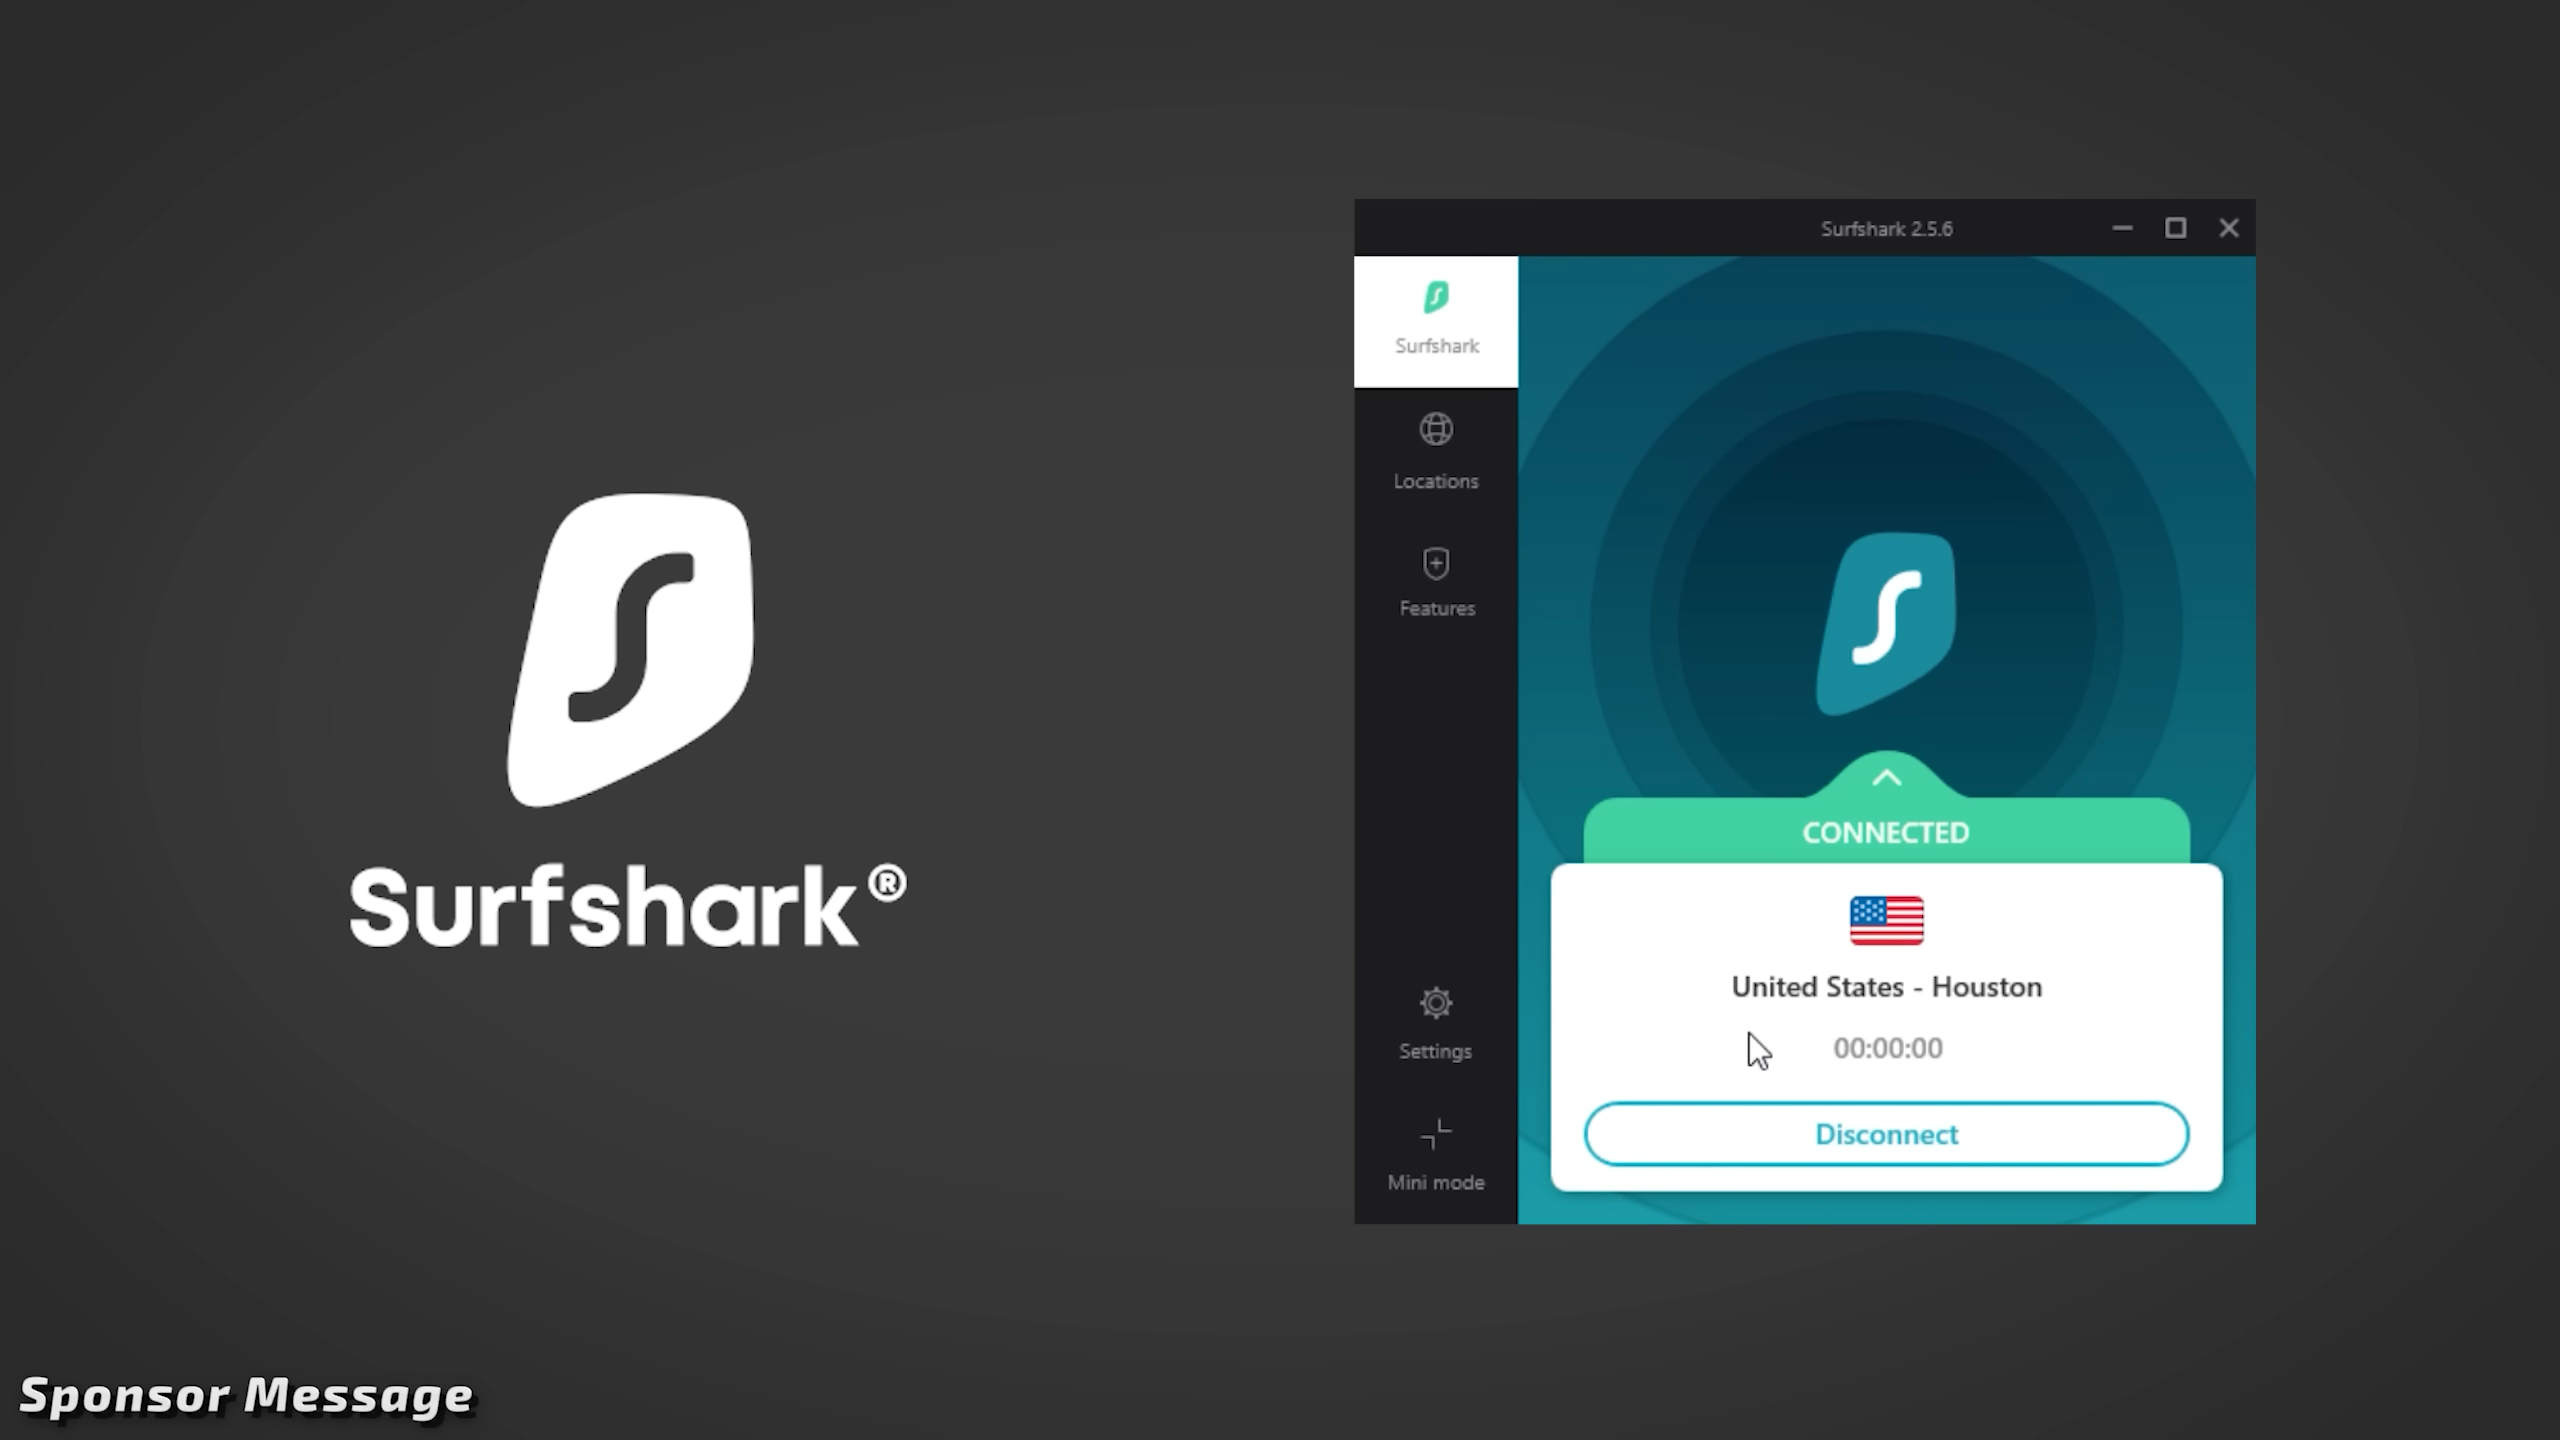 Surfshark®
Surfshark 2.5.6
Surfshark
Locations
Features
Settings
Mini mode
CONNECTED
United States - Houston
00:00:00
Disconnect
Sponsor Message